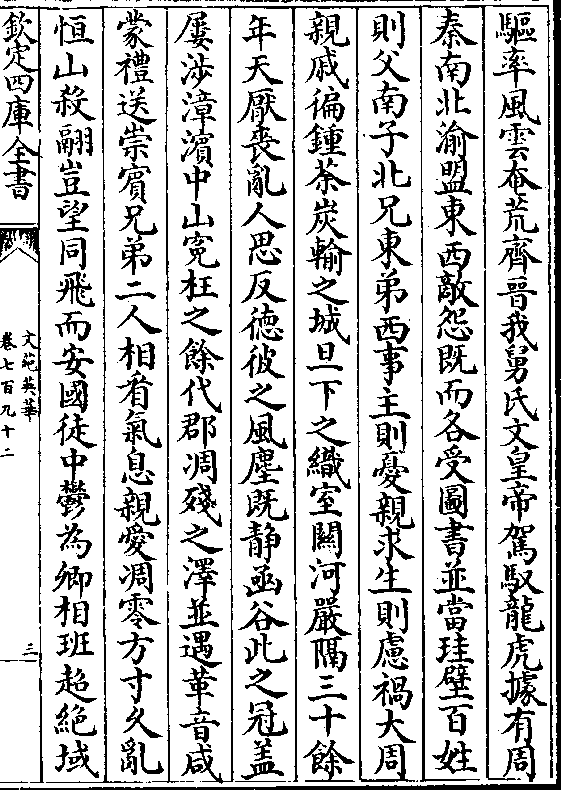 驅率風雲奄荒齊晉我舅氏文皇帝駕馭龍虎據有周
秦南北渝盟東西敵怨既而各受圖書並當珪璧百姓
則父南子北兄東弟西事主則憂親求生則慮禍大周
親戚徧鍾荼炭輸之城旦下之織室關河嚴隔三十餘
年天厭喪亂人思反德彼之風塵既静函谷此之冠盖
屢涉漳濱中山寃枉之餘代郡凋殘之澤並遇革音咸
蒙禮送崇賔兄弟二人相看氣息親愛凋零方寸久亂
恒山殺翮豈望同飛而安國徒中鬱為卿相班超絶域
欽定四庫全書
文苑英華
卷七百九十二
三